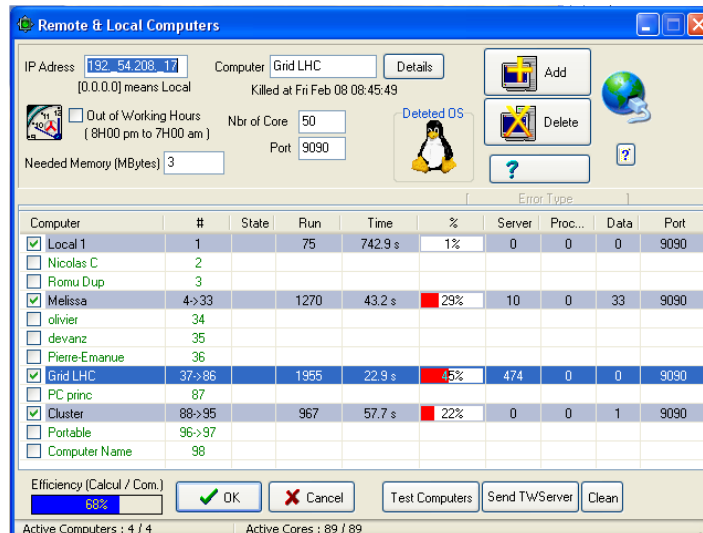 Remote & Local Computers
IP Adress 192._54.208._17 Computer Grid LHC Details
[0.0.0.0] means Local Killed at Fri Feb 08 08:45:49
Add
Out of Working Hours
( 8H00 pm to 7H00 am )
Nbr of Core 50
Deteted OS
Delete
Port 9090
Needed Memory (MBytes) 3
?
?
[ Error Type ]
Computer # State Run Time % Server Proc... Data Port
Local 1 1 75 742.9 s 1% 0 0 0 9090
Nicolas C 2
Romu Dup 3
Melissa 4->33 1270 43.2 s 29% 10 0 33 9090
olivier 34
devanz 35
Pierre-Emanue 36
Grid LHC 37->86 1955 22.9 s 45% 474 0 0 9090
PC princ 87
Cluster 88->95 967 57.7 s 22% 0 0 1 9090
Portable 96->97
Computer Name 98
Efficiency (Calcul / Com.)
68%
OK Cancel Test Computers Send TWServer Clean
Active Computers : 4 / 4 Active Cores : 89 / 89